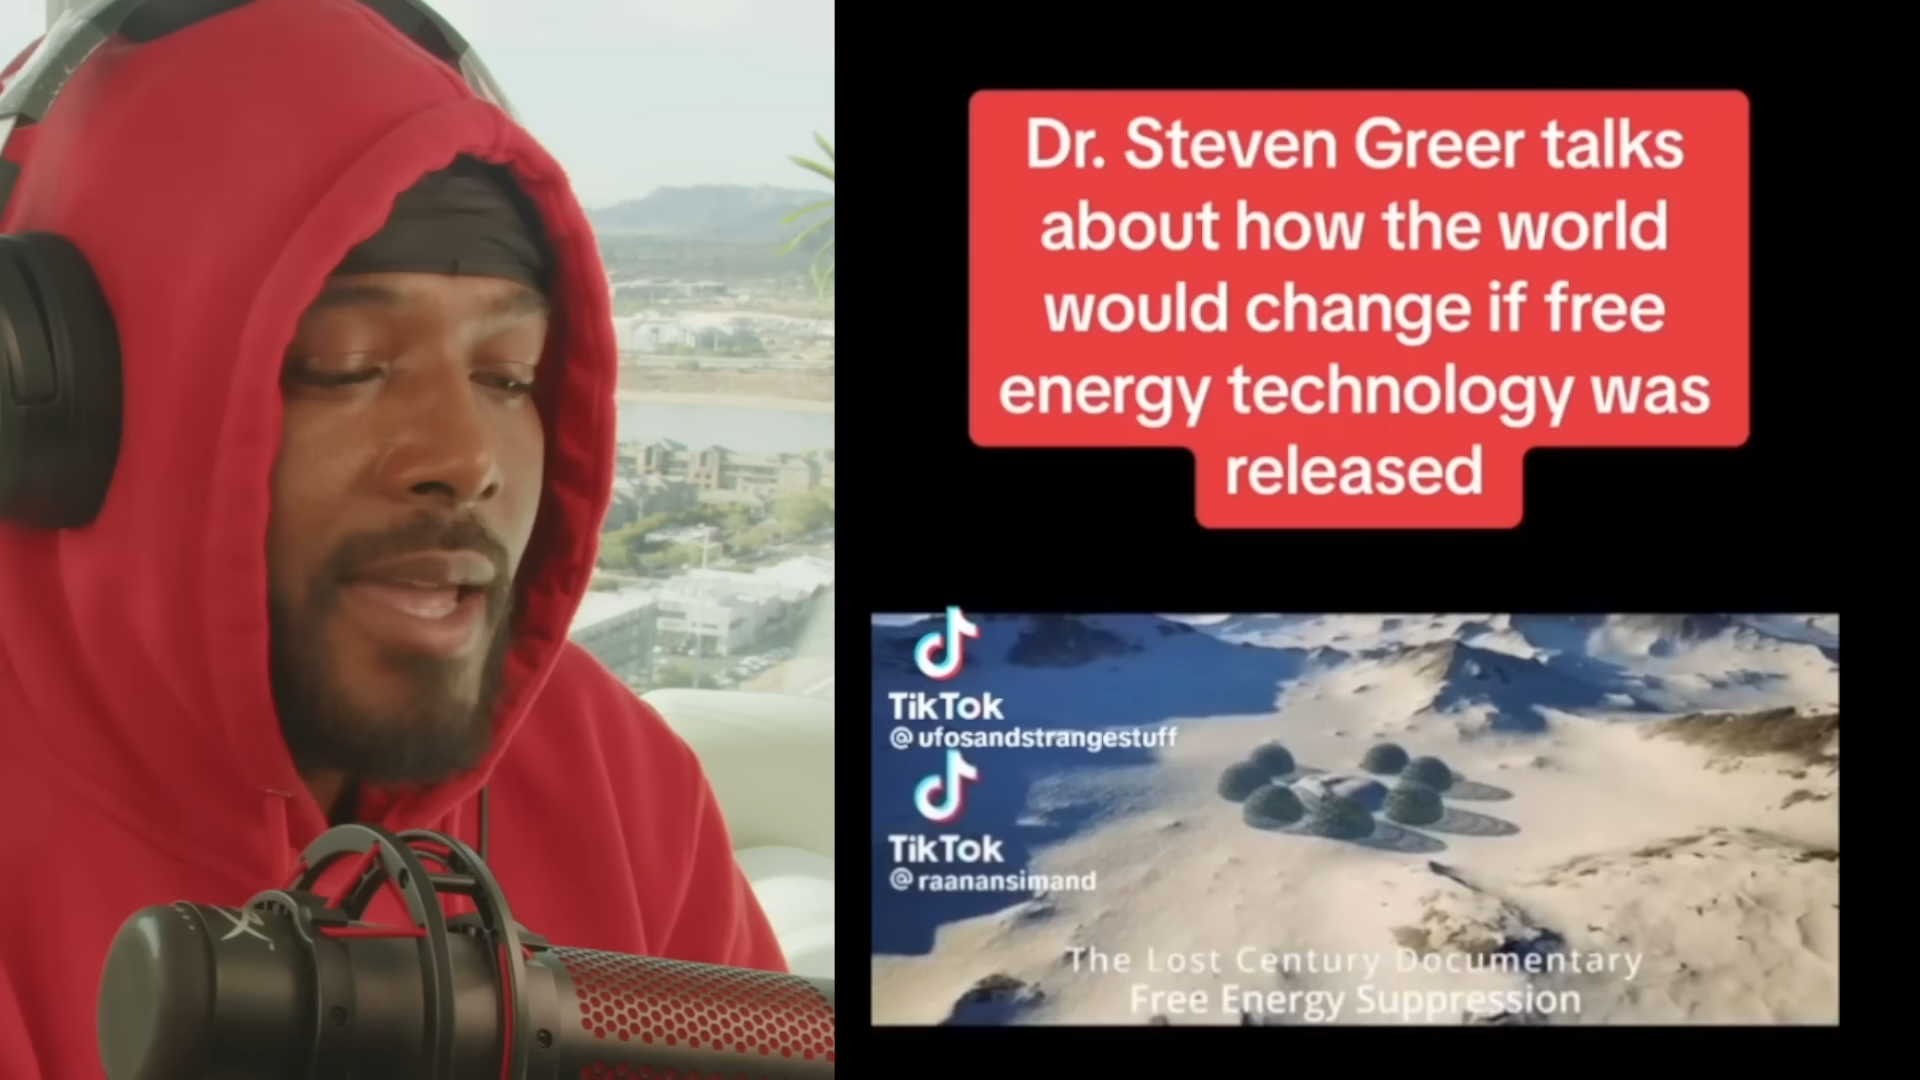 Dr. Steven Greer talks
about how the world
would change if free
energy technology was
released
TikTok
@ufosandstrangestuff
TikTok
@raanansimand
The Lost Century Documentary
Free Energy Suppression